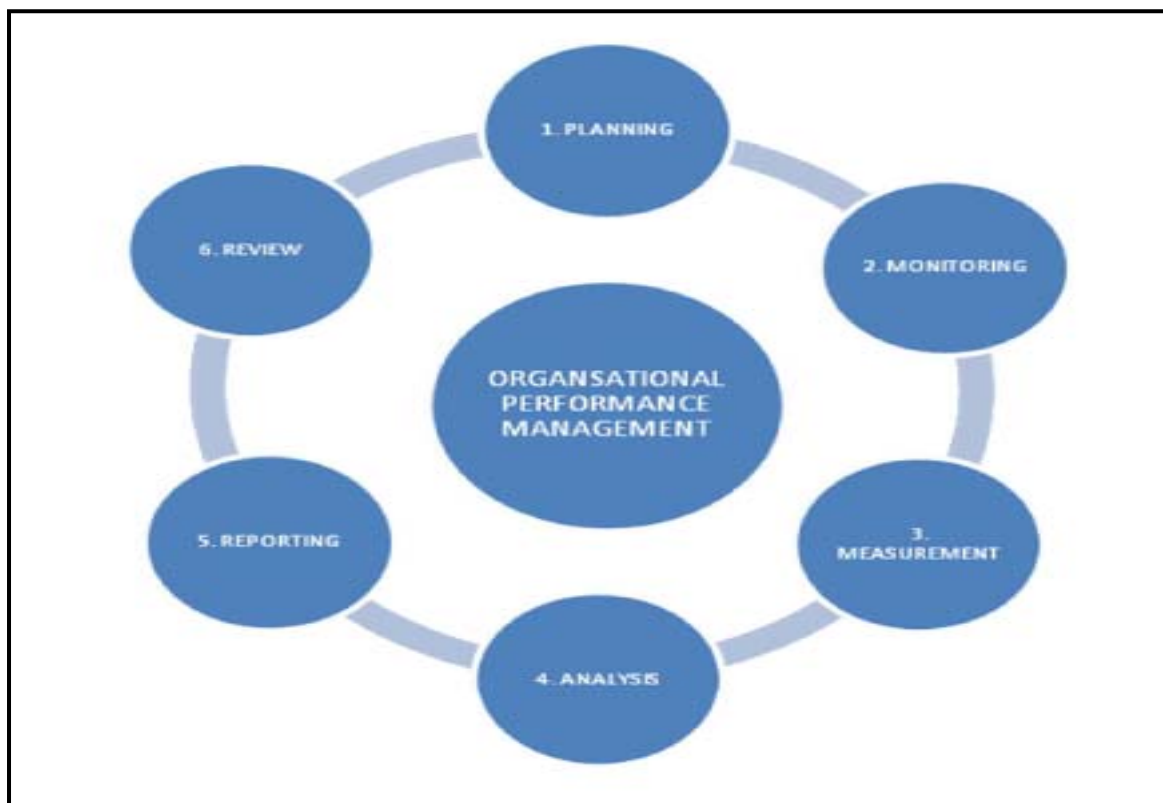 1. PLANNING
2. MONITORING
3.
MEASUREMENT
4. ANALYSIS
5. REPORTING
6. REVIEW
ORGANSATIONAL
PERFORMANCE
MANAGEMENT